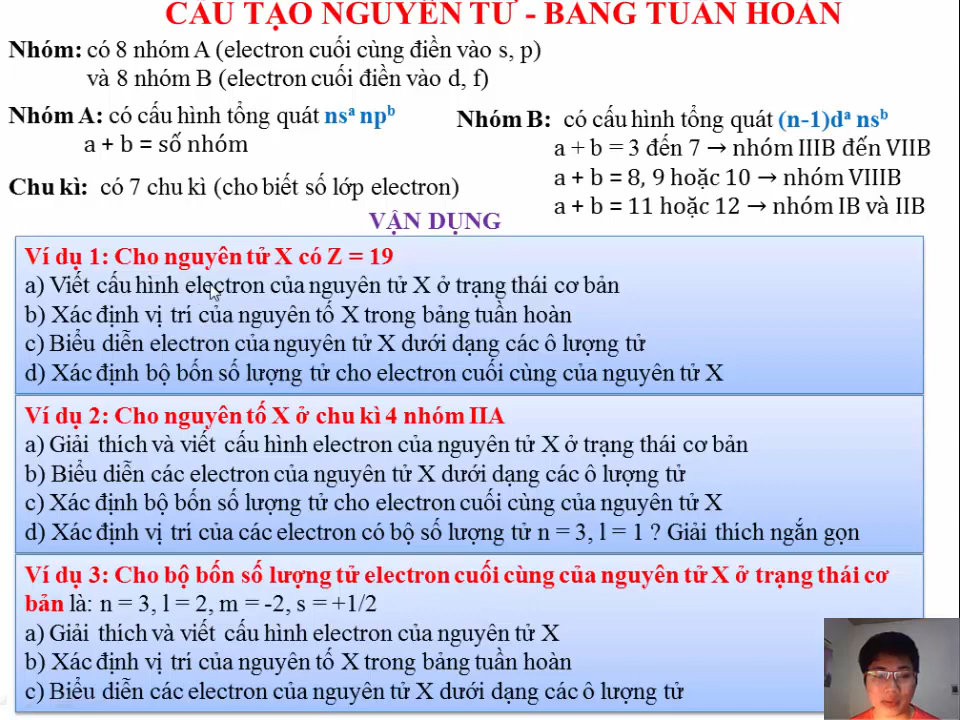 CẤU TẠO NGUYÊN TỬ - BẢNG TUẦN HOÀN
Nhóm: có 8 nhóm A (electron cuối cùng điền vào s, p)
và 8 nhóm B (electron cuối điền vào d, f)
Nhóm A: có cấu hình tổng quát nsᵃ npᵇ
a + b = số nhóm
Chu kì: có 7 chu kì (cho biết số lớp electron)
Nhóm B: có cấu hình tổng quát (n-1)dᵃ nsᵇ
a + b = 3 đến 7 → nhóm IIIB đến VIIB
a + b = 8, 9 hoặc 10 → nhóm VIIIB
a + b = 11 hoặc 12 → nhóm IB và IIB
VẬN DỤNG
Ví dụ 1: Cho nguyên tử X có Z = 19
a) Viết cấu hình electron của nguyên tử X ở trạng thái cơ bản
b) Xác định vị trí của nguyên tố X trong bảng tuần hoàn
c) Biểu diễn electron của nguyên tử X dưới dạng các ô lượng tử
d) Xác định bộ bốn số lượng tử cho electron cuối cùng của nguyên tử X
Ví dụ 2: Cho nguyên tố X ở chu kì 4 nhóm IIA
a) Giải thích và viết cấu hình electron của nguyên tử X ở trạng thái cơ bản
b) Biểu diễn các electron của nguyên tử X dưới dạng các ô lượng tử
c) Xác định bộ bốn số lượng tử cho electron cuối cùng của nguyên tử X
d) Xác định vị trí của các electron có bộ số lượng tử n = 3, l = 1 ? Giải thích ngắn gọn
Ví dụ 3: Cho bộ bốn số lượng tử electron cuối cùng của nguyên tử X ở trạng thái cơ
bản là: n = 3, l = 2, m = -2, s = +1/2
a) Giải thích và viết cấu hình electron của nguyên tử X
b) Xác định vị trí của nguyên tố X trong bảng tuần hoàn
c) Biểu diễn các electron của nguyên tử X dưới dạng các ô lượng tử